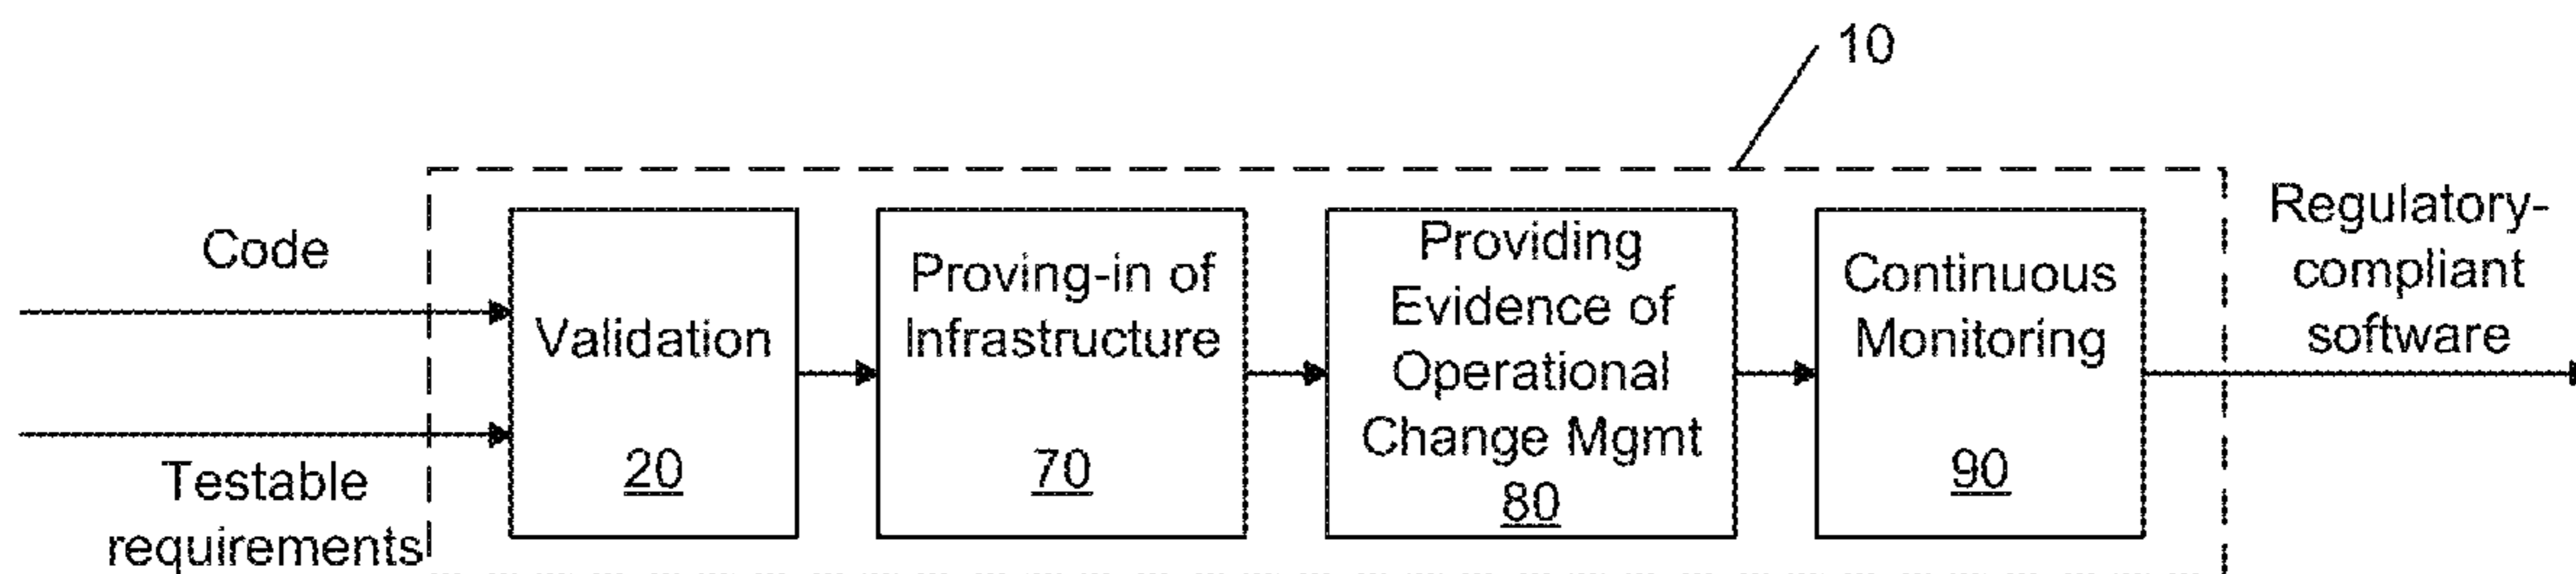 10
Code
Testable
requirements
Validation
20
Proving-in of
Infrastructure
70
Providing
Evidence of
Operational
Change Mgmt
80
Continuous
Monitoring
90
Regulatory-
compliant
software